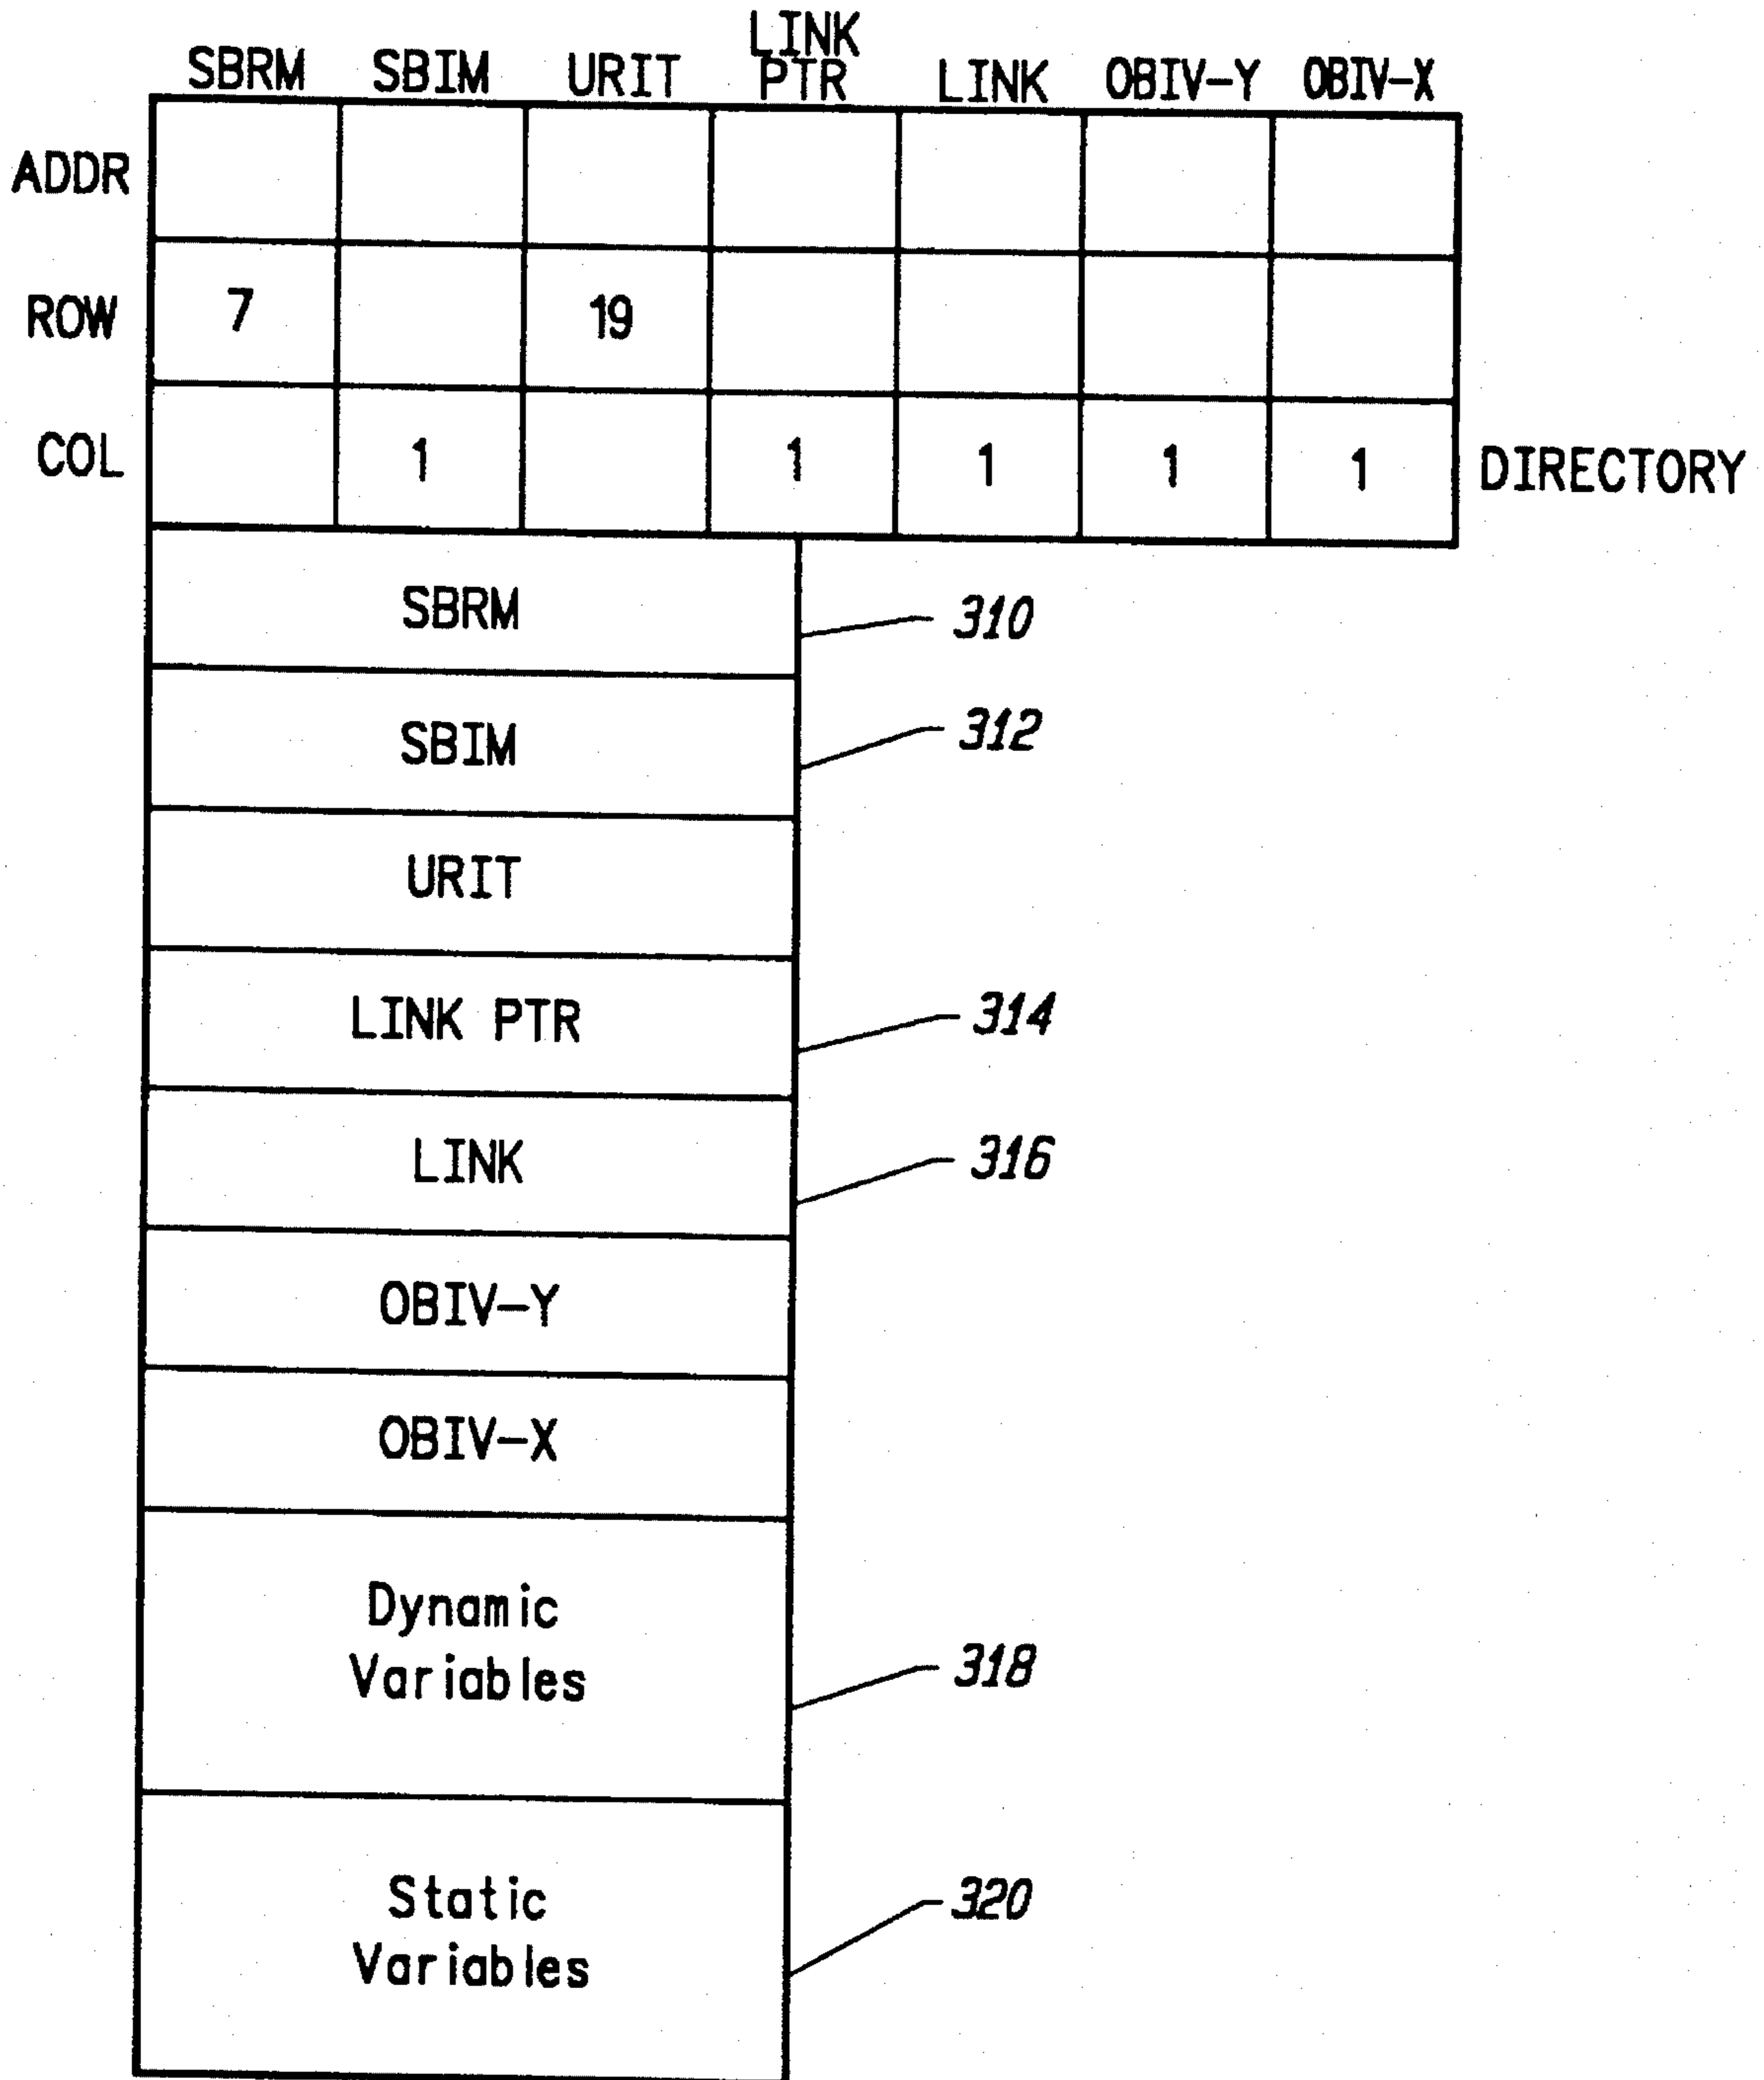 SBRM SBIM URIT LINK PTR LINK OBIV-Y OBIV-X
ADDR
ROW 7 19
COL 1 1 1 1 1 DIRECTORY
SBRM 310
SBIM 312
URIT
LINK PTR 314
LINK 316
OBIV-Y
OBIV-X
Dynamic
Variables 318
Static
Variables 320